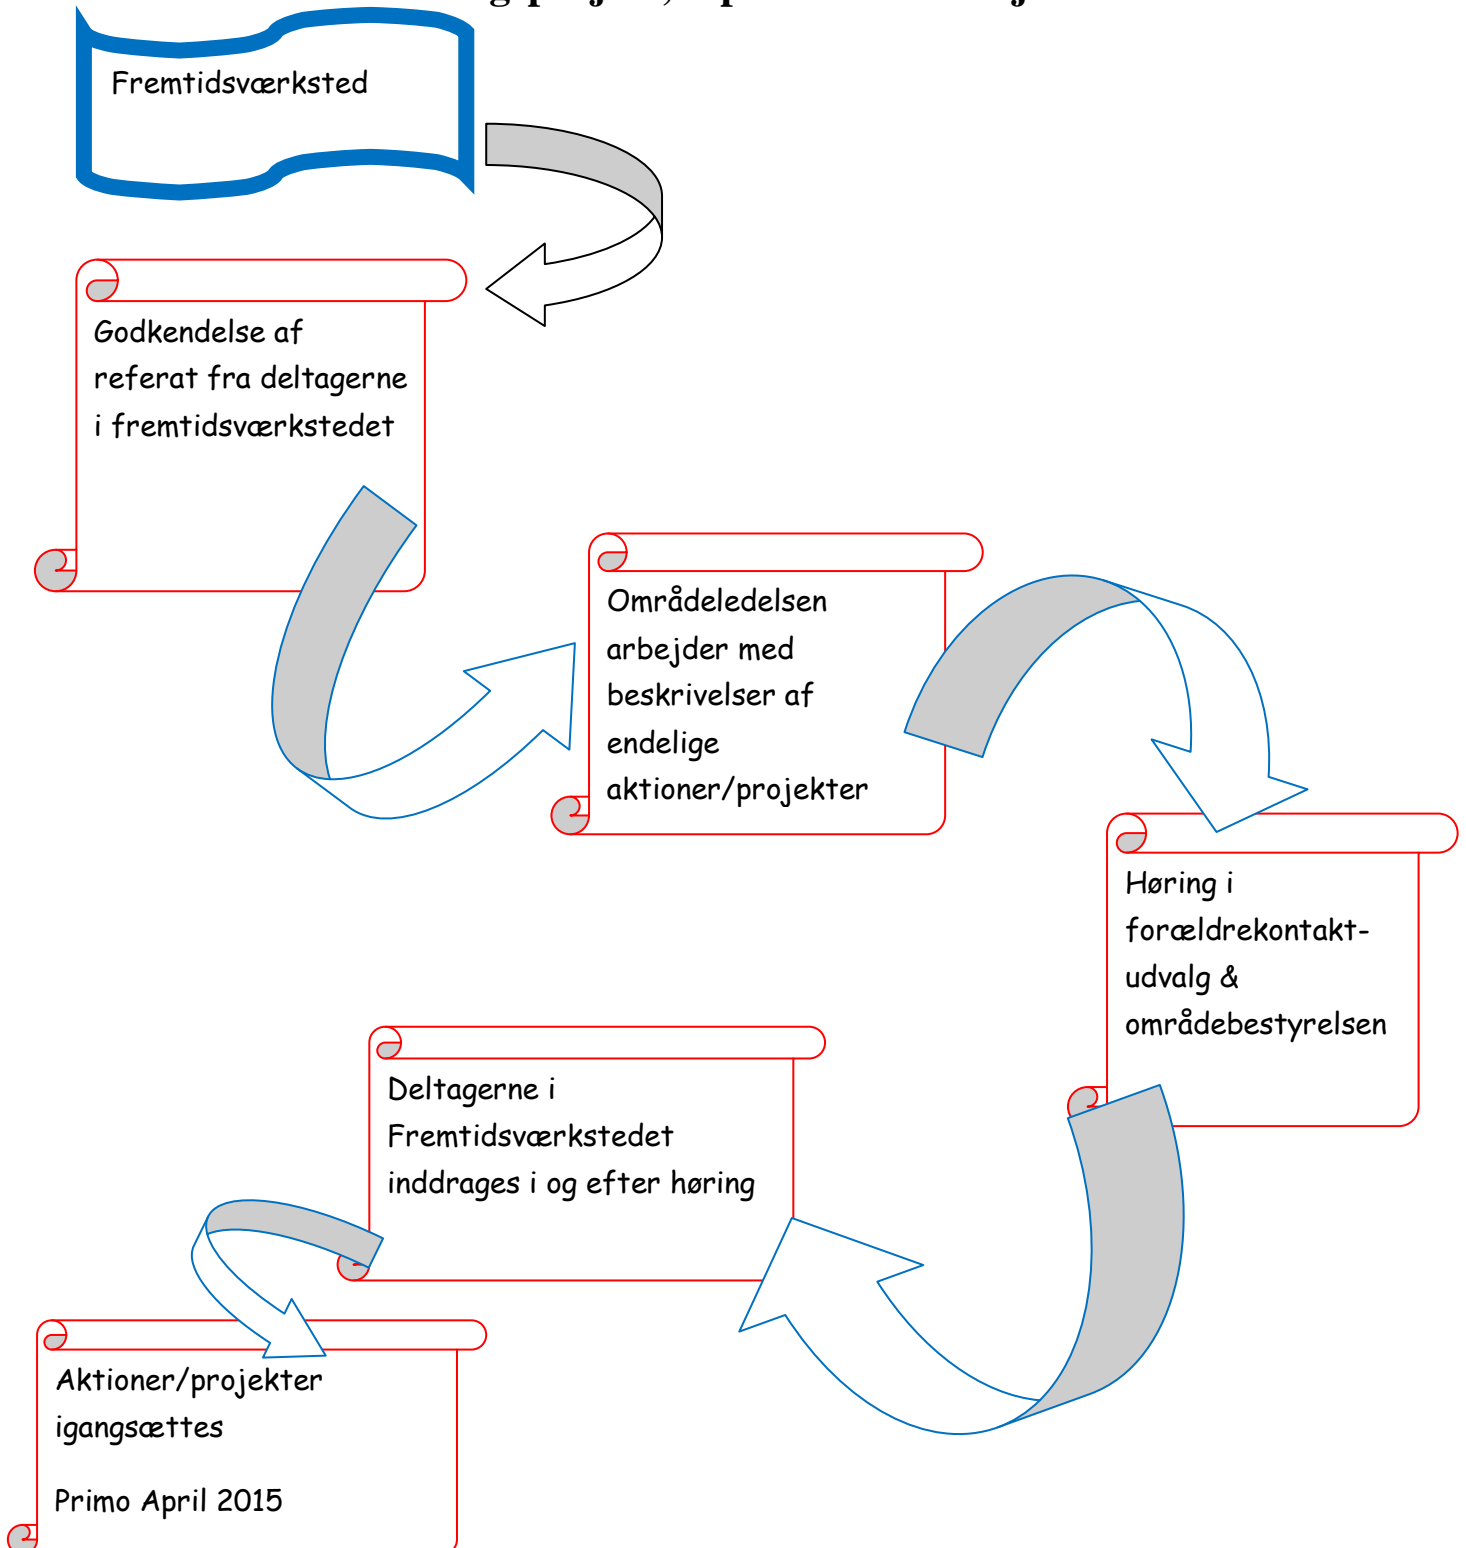 Fremtidsværksted
Godkendelse af
referat fra deltagerne
i fremtidsværkstedet
Områdeledelsen
arbejder med
beskrivelser af
endelige
aktioner/projekter
Høring i
forældrekontakt-
udvalg &
områdebestyrelsen
Deltagerne i
Fremtidsværkstedet
inddrages i og efter høring
Aktioner/projekter
igangsættes
Primo April 2015